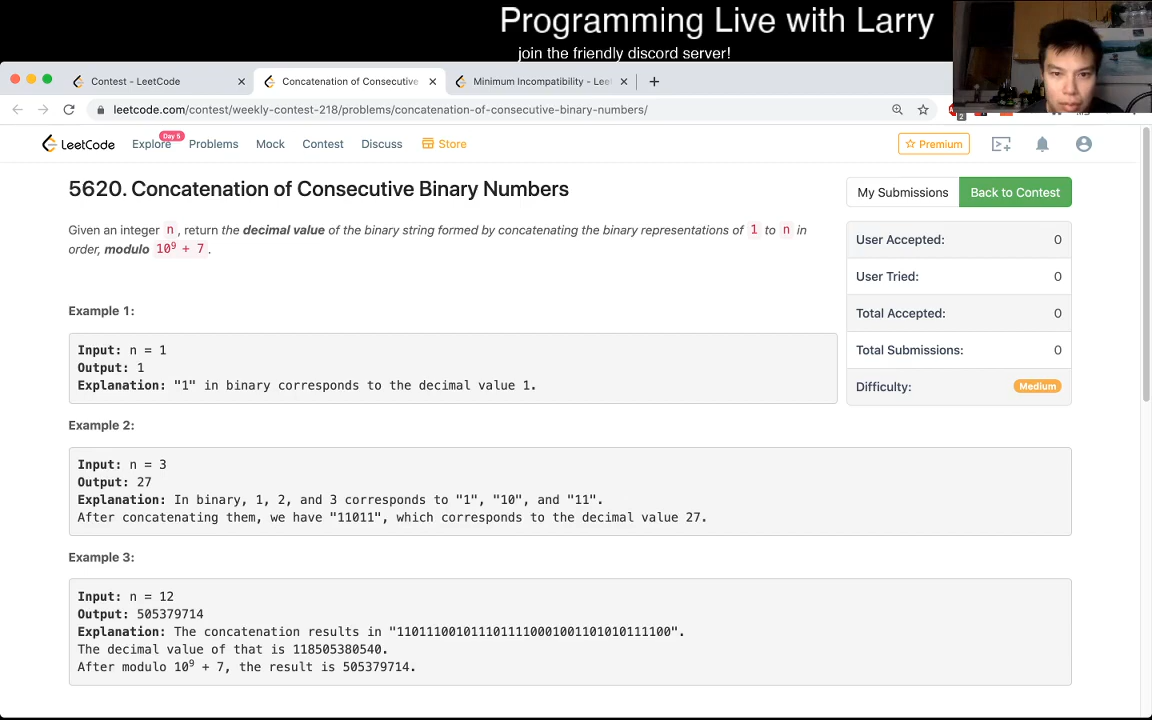 Programming Live with Larry
join the friendly discord server!
Contest - LeetCode
Concatenation of Consecutive
Minimum Incompatibility - Leet
leetcode.com/contest/weekly-contest-218/problems/concatenation-of-consecutive-binary-numbers/
LeetCode
Explore
Day 5
Problems
Mock
Contest
Discuss
Store
Premium
5620. Concatenation of Consecutive Binary Numbers
My Submissions
Back to Contest
Given an integer n, return the decimal value of the binary string formed by concatenating the binary representations of 1 to n in
order, modulo 10⁹ + 7.
User Accepted: 0
User Tried: 0
Total Accepted: 0
Total Submissions: 0
Difficulty: Medium
Example 1:
Input: n = 1
Output: 1
Explanation: "1" in binary corresponds to the decimal value 1.
Example 2:
Input: n = 3
Output: 27
Explanation: In binary, 1, 2, and 3 corresponds to "1", "10", and "11".
After concatenating them, we have "11011", which corresponds to the decimal value 27.
Example 3:
Input: n = 12
Output: 505379714
Explanation: The concatenation results in "1101110010111011110001001101010111100".
The decimal value of that is 118505380540.
After modulo 10⁹ + 7, the result is 505379714.